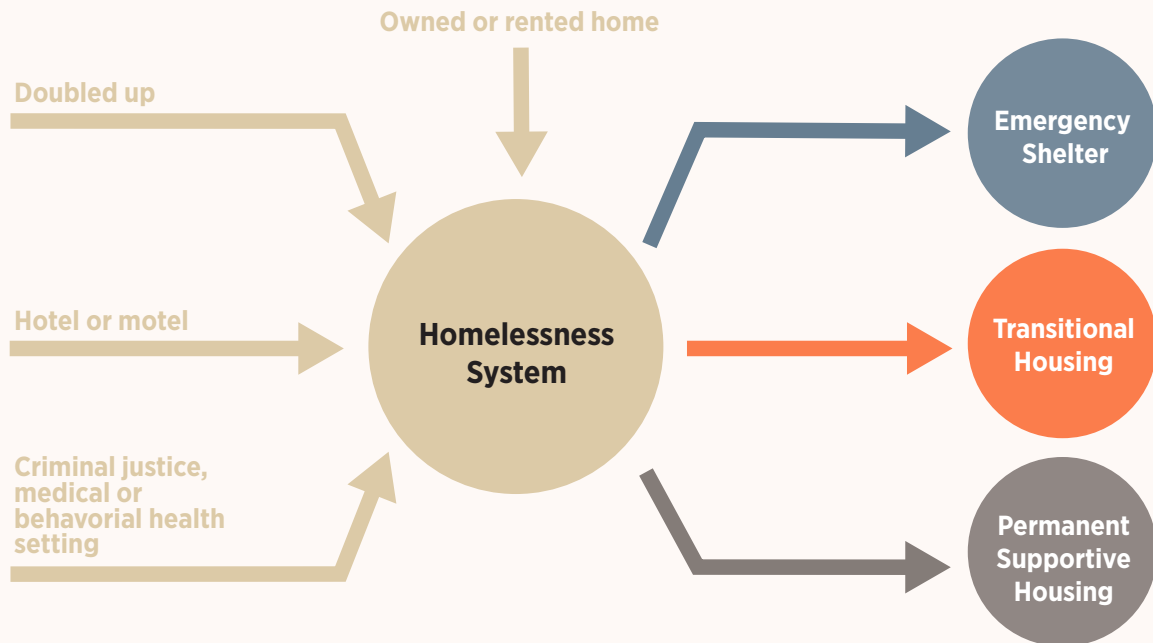 Owned or rented home
Doubled up
Hotel or motel
Criminal justice,
medical or
behavorial health
setting
Homelessness
System
Emergency
Shelter
Transitional
Housing
Permanent
Supportive
Housing